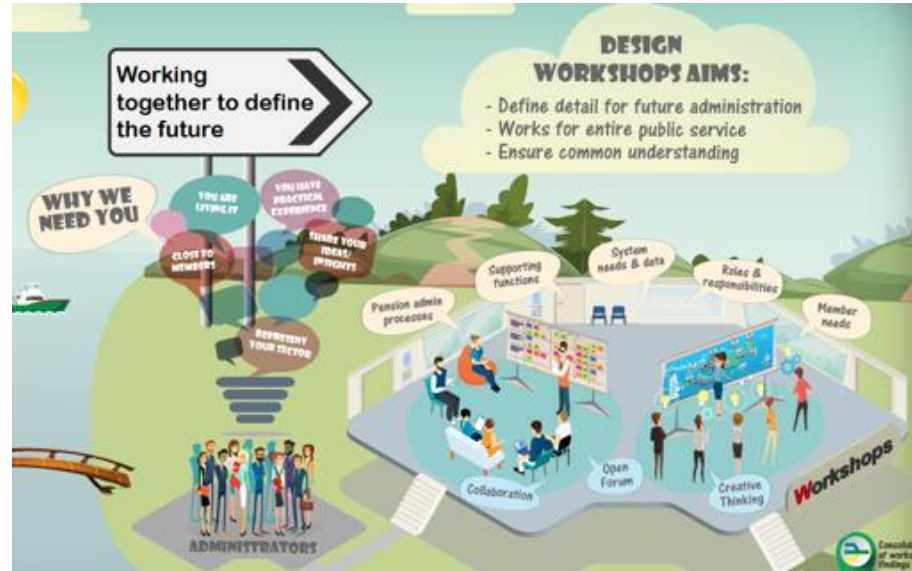 Working
together to define
the future
DESIGN
WORKSHOPS AIMS:
- Define detail for future administration
- Works for entire public service
- Ensure common understanding
WHY WE
NEED YOU
YOU ARE
LIVING IT
YOU HAVE
PRACTICAL
EXPERIENCE
CLOSE TO
MEMBERS
SHARE YOUR
IDEAS/
INSIGHTS
REPRESENT
YOUR SECTOR
ADMINISTRATORS
Pension admin
processes
Supporting
functions
System
needs & data
Roles &
responsibilities
Member
needs
Collaboration
Open
Forum
Creative
Thinking
Workshops
of works
findings